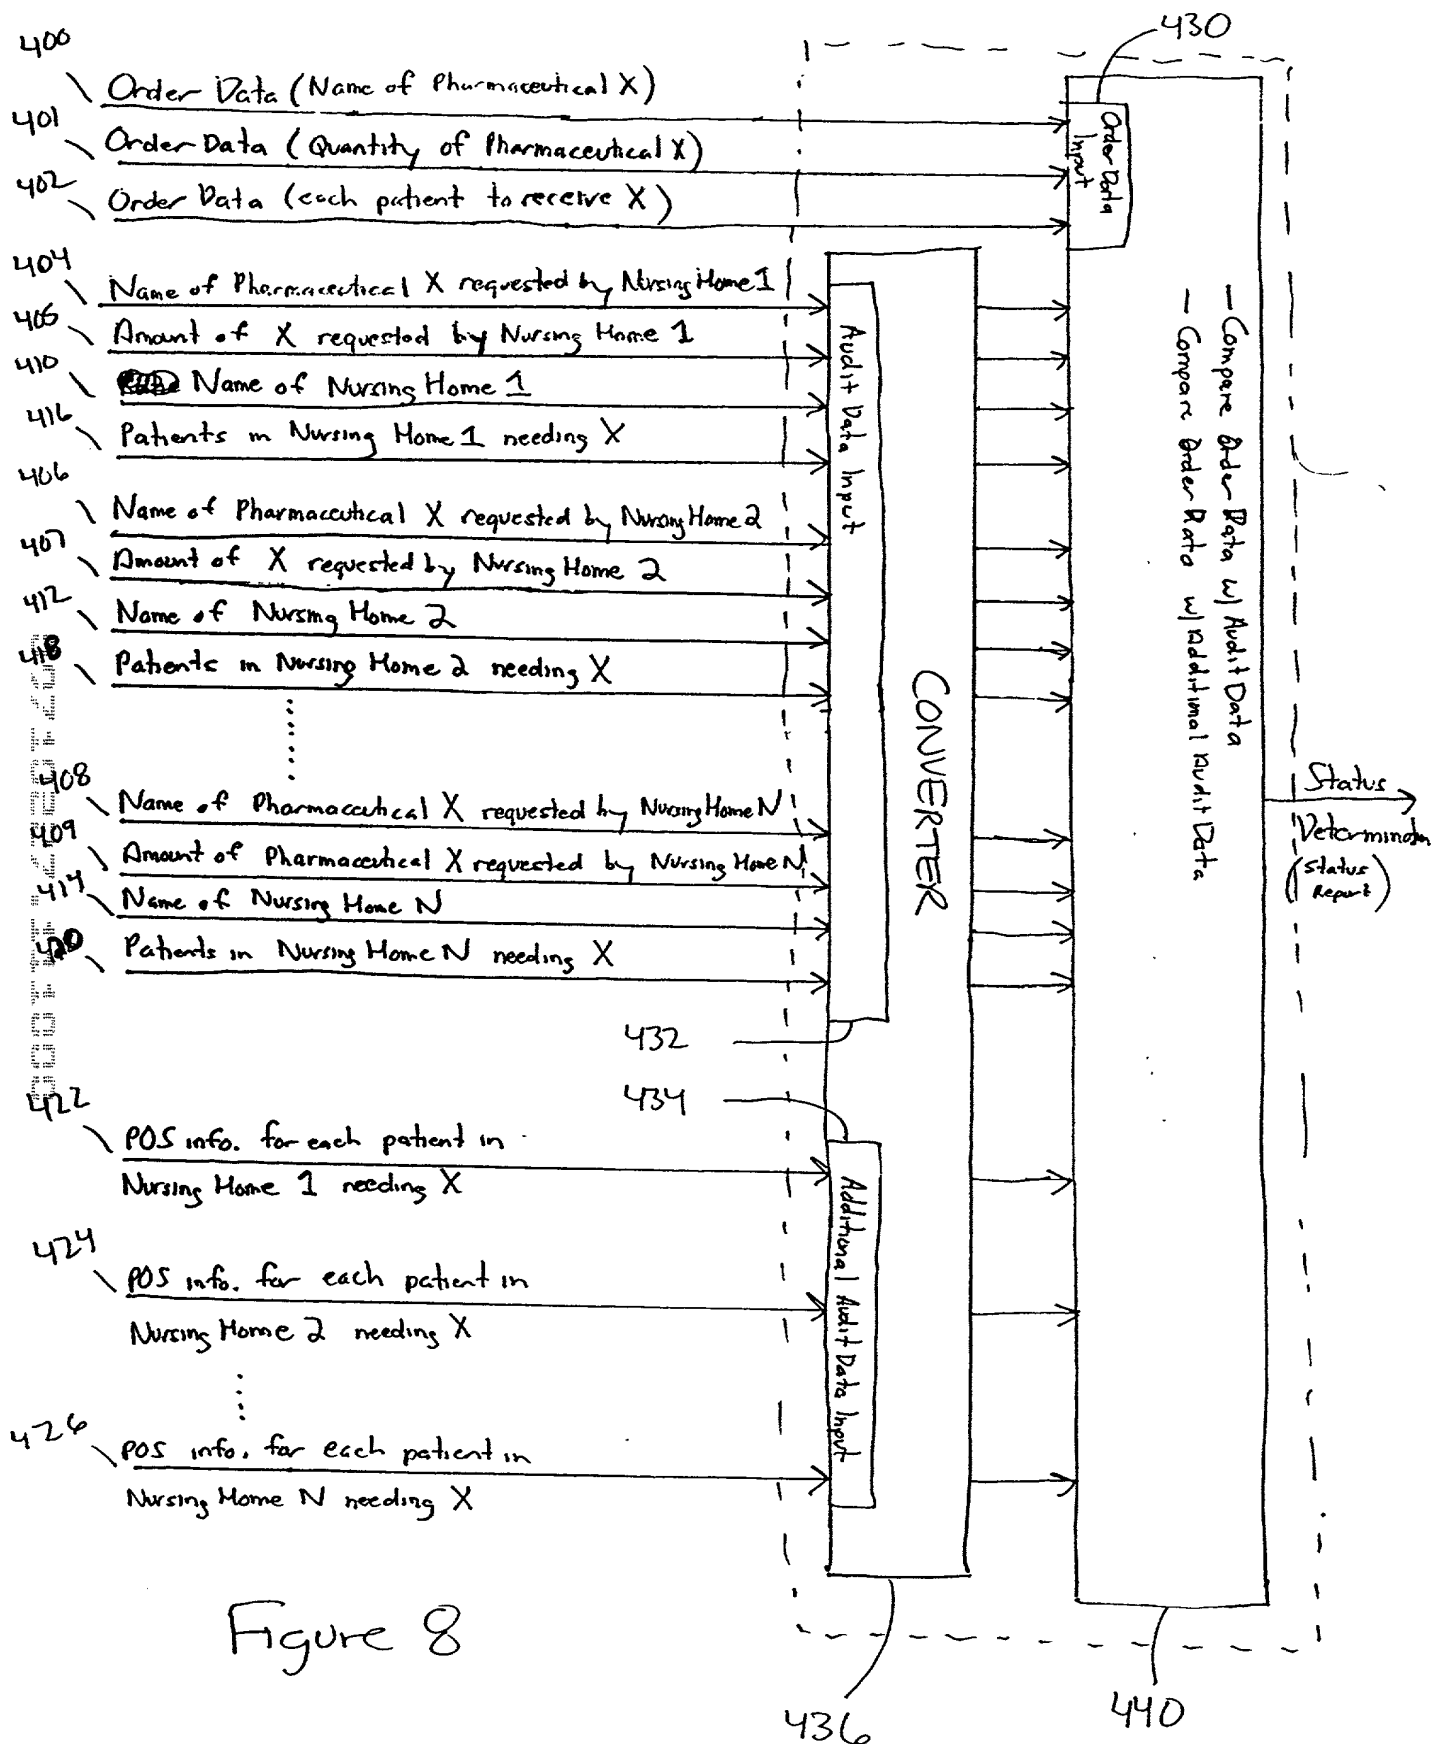 430
400
Order Data (Name of Pharmaceutical X)
401
Order Data (Quantity of Pharmaceutical X)
402
Order Data (each patient to receive X)
Order Data
Input
404
Name of Pharmaceutical X requested by Nursing Home 1
405
Amount of X requested by Nursing Home 1
410
Name of Nursing Home 1
416
Patients in Nursing Home 1 needing X
406
Name of Pharmaceutical X requested by Nursing Home 2
407
Amount of X requested by Nursing Home 2
412
Name of Nursing Home 2
418
Patients in Nursing Home 2 needing X
408
Name of Pharmaceutical X requested by Nursing Home N
409
Amount of Pharmaceutical X requested by Nursing Home N
414
Name of Nursing Home N
420
Patients in Nursing Home N needing X
Audit Data Input
CONVERTER
– Compare Order Data w/ Audit Data
– Compare Order Data w/ Additional Audit Data
Status
Determination
(Status
Report)
432
434
422
POS info. for each patient in
Nursing Home 1 needing X
424
POS info. for each patient in
Nursing Home 2 needing X
426
POS info. for each patient in
Nursing Home N needing X
Additional Audit Data Input
Figure 8
436
440